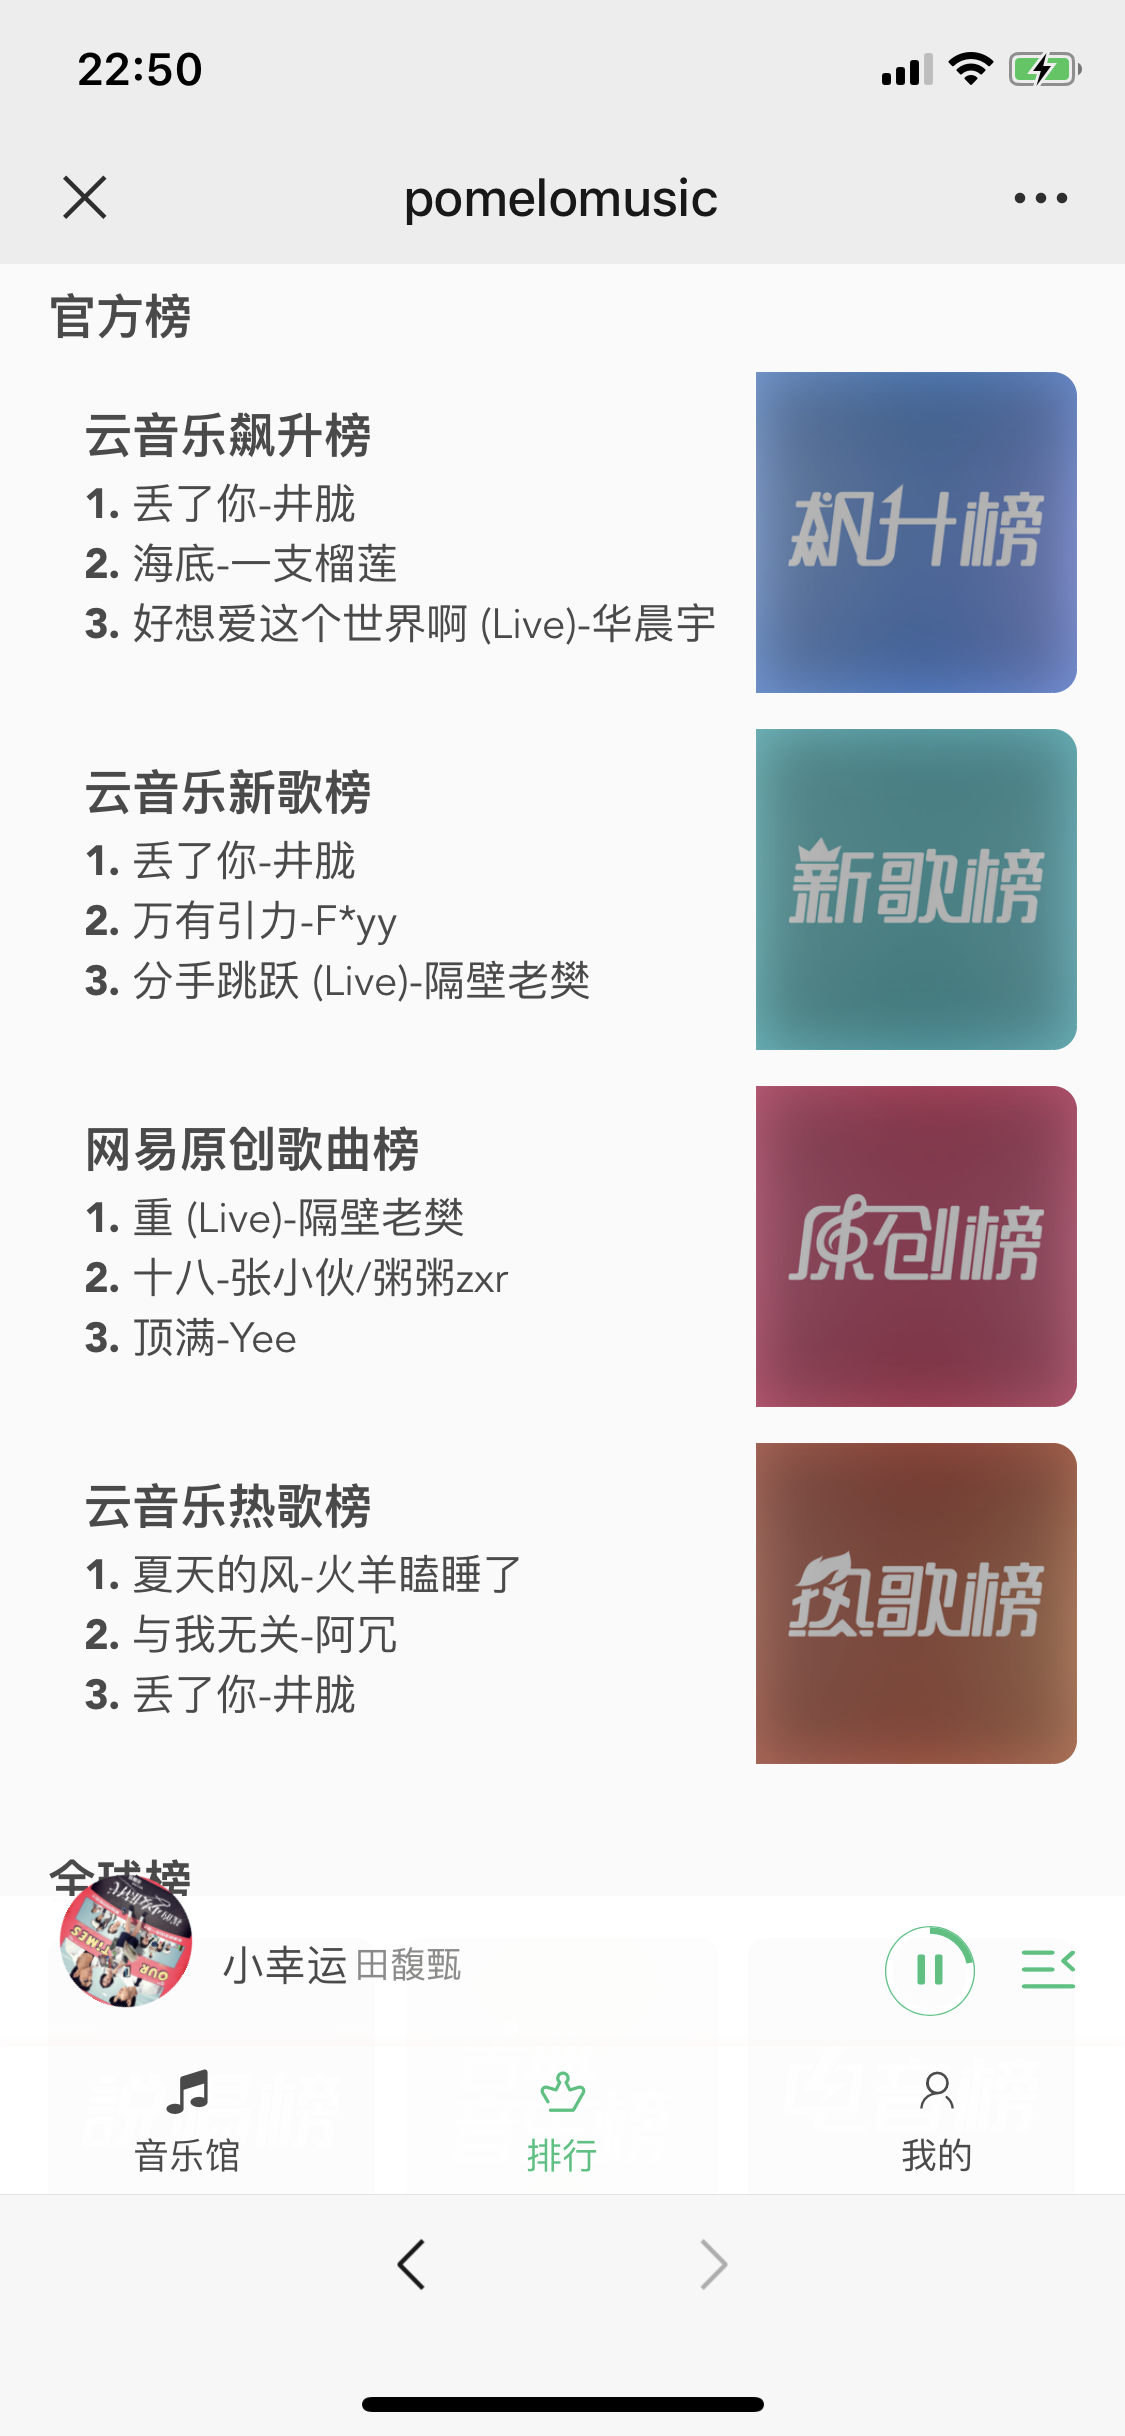 22:50
pomelomusic
官方榜
云音乐飙升榜
1. 丢了你-井胧
2. 海底-一支榴莲
3. 好想爱这个世界啊 (Live)-华晨宇
飙升榜
云音乐新歌榜
1. 丢了你-井胧
2. 万有引力-F*yy
3. 分手跳跃 (Live)-隔壁老樊
新歌榜
网易原创歌曲榜
1. 重 (Live)-隔壁老樊
2. 十八-张小伙/粥粥zxr
3. 顶满-Yee
原创榜
云音乐热歌榜
1. 夏天的风-火羊瞌睡了
2. 与我无关-阿冗
3. 丢了你-井胧
热歌榜
全球榜
OUR TIMES
小幸运 田馥甄
音乐馆
排行
我的